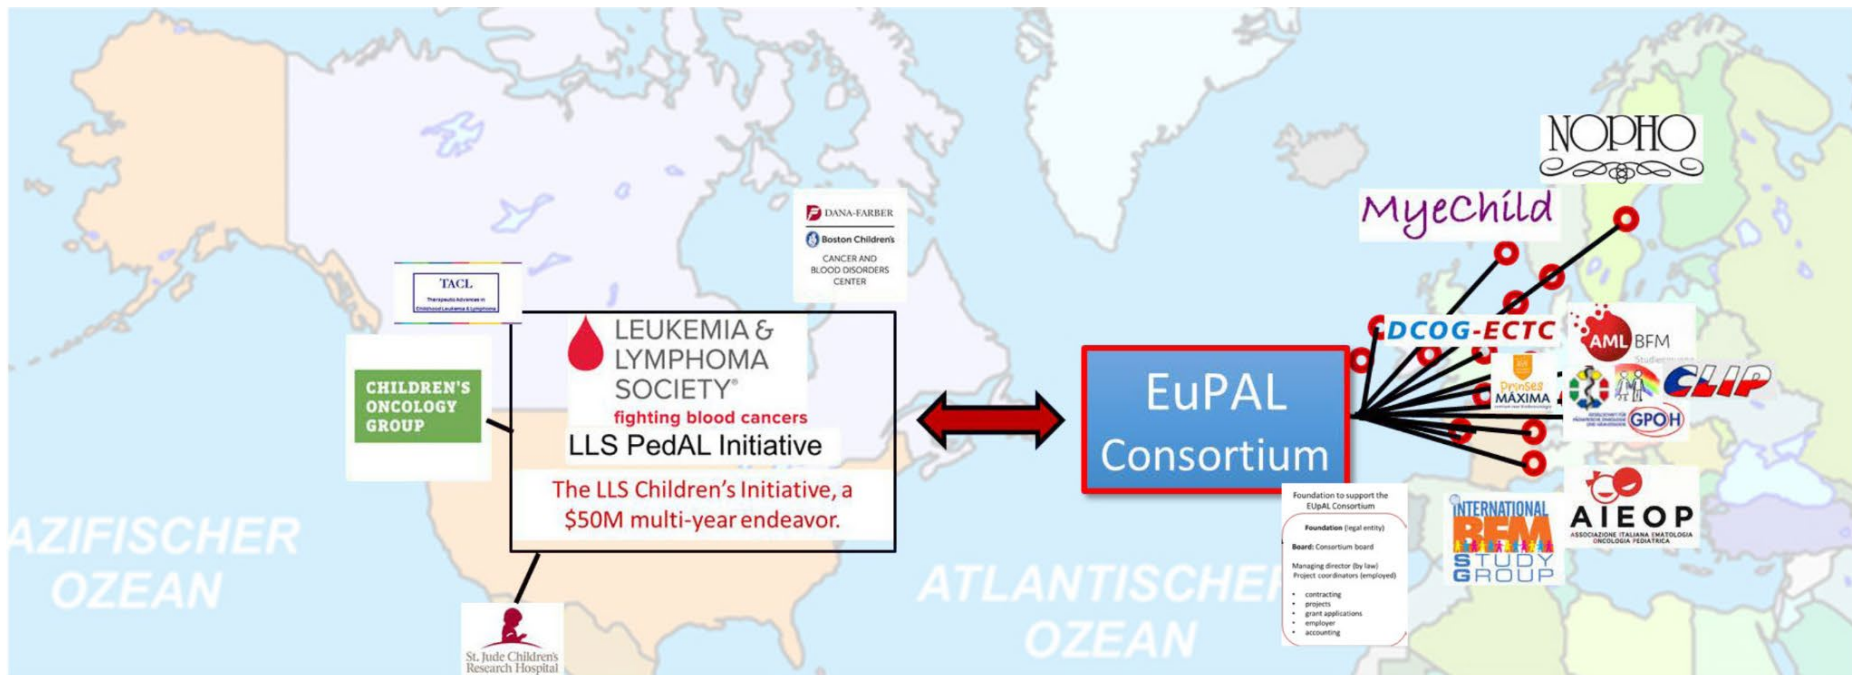 NOPHO
MyeChild
DANA-FARBER
Boston Children's
CANCER AND
BLOOD DISORDERS
CENTER
TACL
Therapeutic Advances in
Childhood Leukemia & Lymphoma
CHILDREN'S
ONCOLOGY
GROUP
LEUKEMIA &
LYMPHOMA
SOCIETY®
fighting blood cancers
LLS PedAL Initiative
The LLS Children's Initiative, a
$50M multi-year endeavor.
St. Jude Children's
Research Hospital
EuPAL
Consortium
DCOG-ECTC
AML BFM
Studiengruppe
Prinses
MÁXIMA
CLIP
GPOH
Foundation to support the
EUpAL Consortium
Foundation (legal entity)
Board: Consortium board
Managing director (by law)
Project coordinators (employed)
• contracting
• projects
• grant applications
• employer
• accounting
INTERNATIONAL
BFM
STUDY
GROUP
AIEOP
ASSOCIAZIONE ITALIANA EMATOLOGIA
ONCOLOGIA PEDIATRICA
AZIFISCHER
OZEAN
ATLANTISCHE
OZEAN